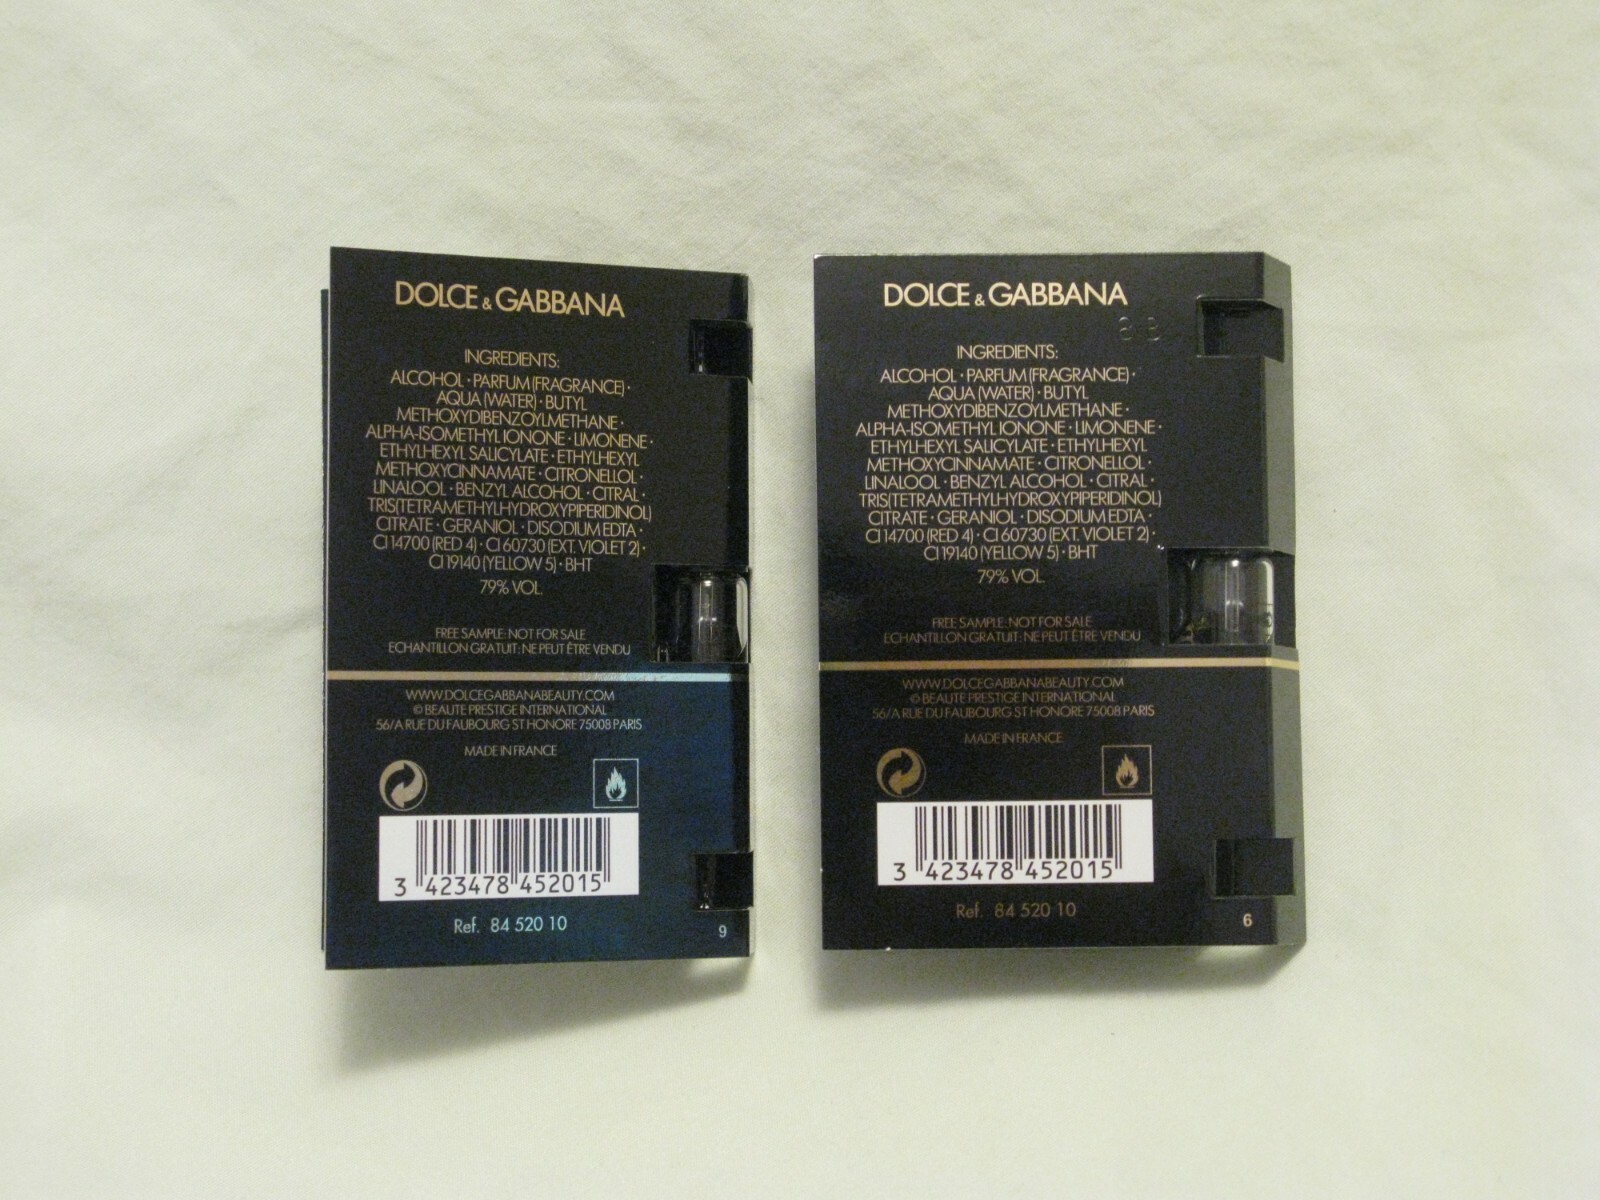 DOLCE & GABBANA
INGREDIENTS:
ALCOHOL · PARFUM (FRAGRANCE) ·
AQUA (WATER) · BUTYL
METHOXYDIBENZOYLMETHANE ·
ALPHA-ISOMETHYL IONONE · LIMONENE ·
ETHYLHEXYL SALICYLATE · ETHYLHEXYL
METHOXYCINNAMATE · CITRONELLOL ·
LINALOOL · BENZYL ALCOHOL · CITRAL ·
TRIS(TETRAMETHYLHYDROXYPIPERIDINOL)
CITRATE · GERANIOL · DISODIUM EDTA ·
CI 14700 (RED 4) · CI 60730 (EXT. VIOLET 2) ·
CI 19140 (YELLOW 5) · BHT
79% VOL.
FREE SAMPLE: NOT FOR SALE
ECHANTILLON GRATUIT: NE PEUT ÊTRE VENDU
WWW.DOLCEGABBANABEAUTY.COM
© BEAUTE PRESTIGE INTERNATIONAL
56/A RUE DU FAUBOURG ST HONORE 75008 PARIS
MADE IN FRANCE
3 423478 452015
Ref. 84 520 10
9
DOLCE & GABBANA
INGREDIENTS:
ALCOHOL · PARFUM (FRAGRANCE) ·
AQUA (WATER) · BUTYL
METHOXYDIBENZOYLMETHANE ·
ALPHA-ISOMETHYL IONONE · LIMONENE ·
ETHYLHEXYL SALICYLATE · ETHYLHEXYL
METHOXYCINNAMATE · CITRONELLOL ·
LINALOOL · BENZYL ALCOHOL · CITRAL ·
TRIS(TETRAMETHYLHYDROXYPIPERIDINOL)
CITRATE · GERANIOL · DISODIUM EDTA ·
CI 14700 (RED 4) · CI 60730 (EXT. VIOLET 2) ·
CI 19140 (YELLOW 5) · BHT
79% VOL.
FREE SAMPLE: NOT FOR SALE
ECHANTILLON GRATUIT: NE PEUT ÊTRE VENDU
WWW.DOLCEGABBANABEAUTY.COM
© BEAUTE PRESTIGE INTERNATIONAL
56/A RUE DU FAUBOURG ST HONORE 75008 PARIS
MADE IN FRANCE
3 423478 452015
Ref. 84 520 10
6